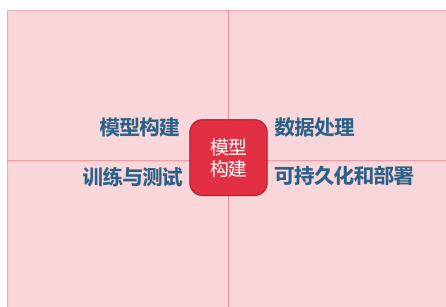 模型构建
数据处理
模型
构建
训练与测试
可持久化和部署